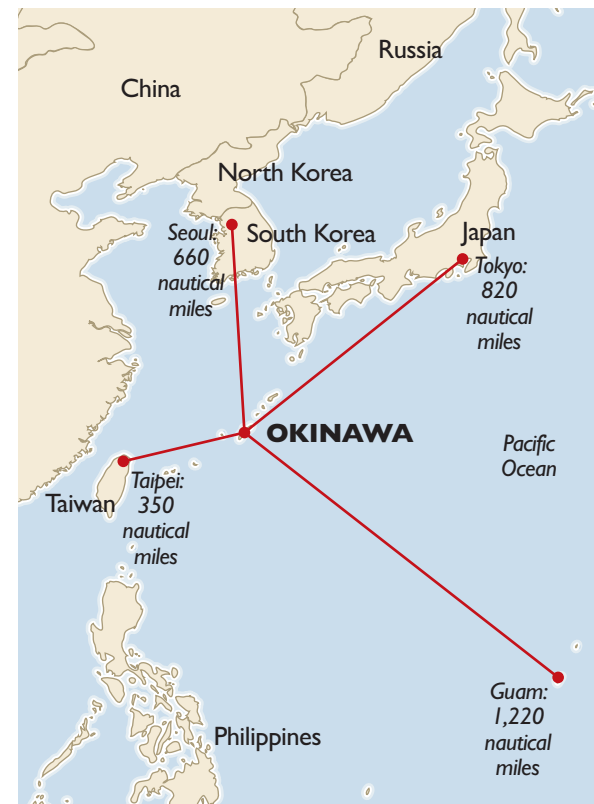 Russia
China
North Korea
Seoul:
660
nautical
miles
South Korea
Japan
Tokyo:
820
nautical
miles
OKINAWA
Pacific
Ocean
Taiwan
Taipei:
350
nautical
miles
Guam:
1,220
nautical
miles
Philippines